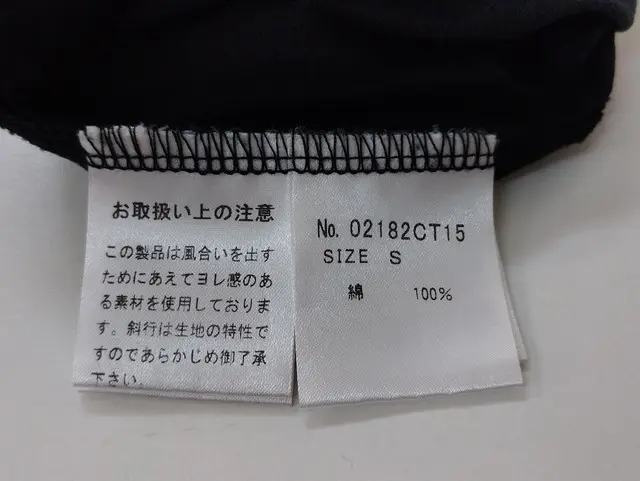 お取扱い上の注意
この製品は風合いを出す
ためにあえてヨレ感のあ
る素材を使用しておりま
す。斜行は生地の特性で
すのであらかじめ御了承
下さい。
No. 02182CT15
SIZE S
綿 100%